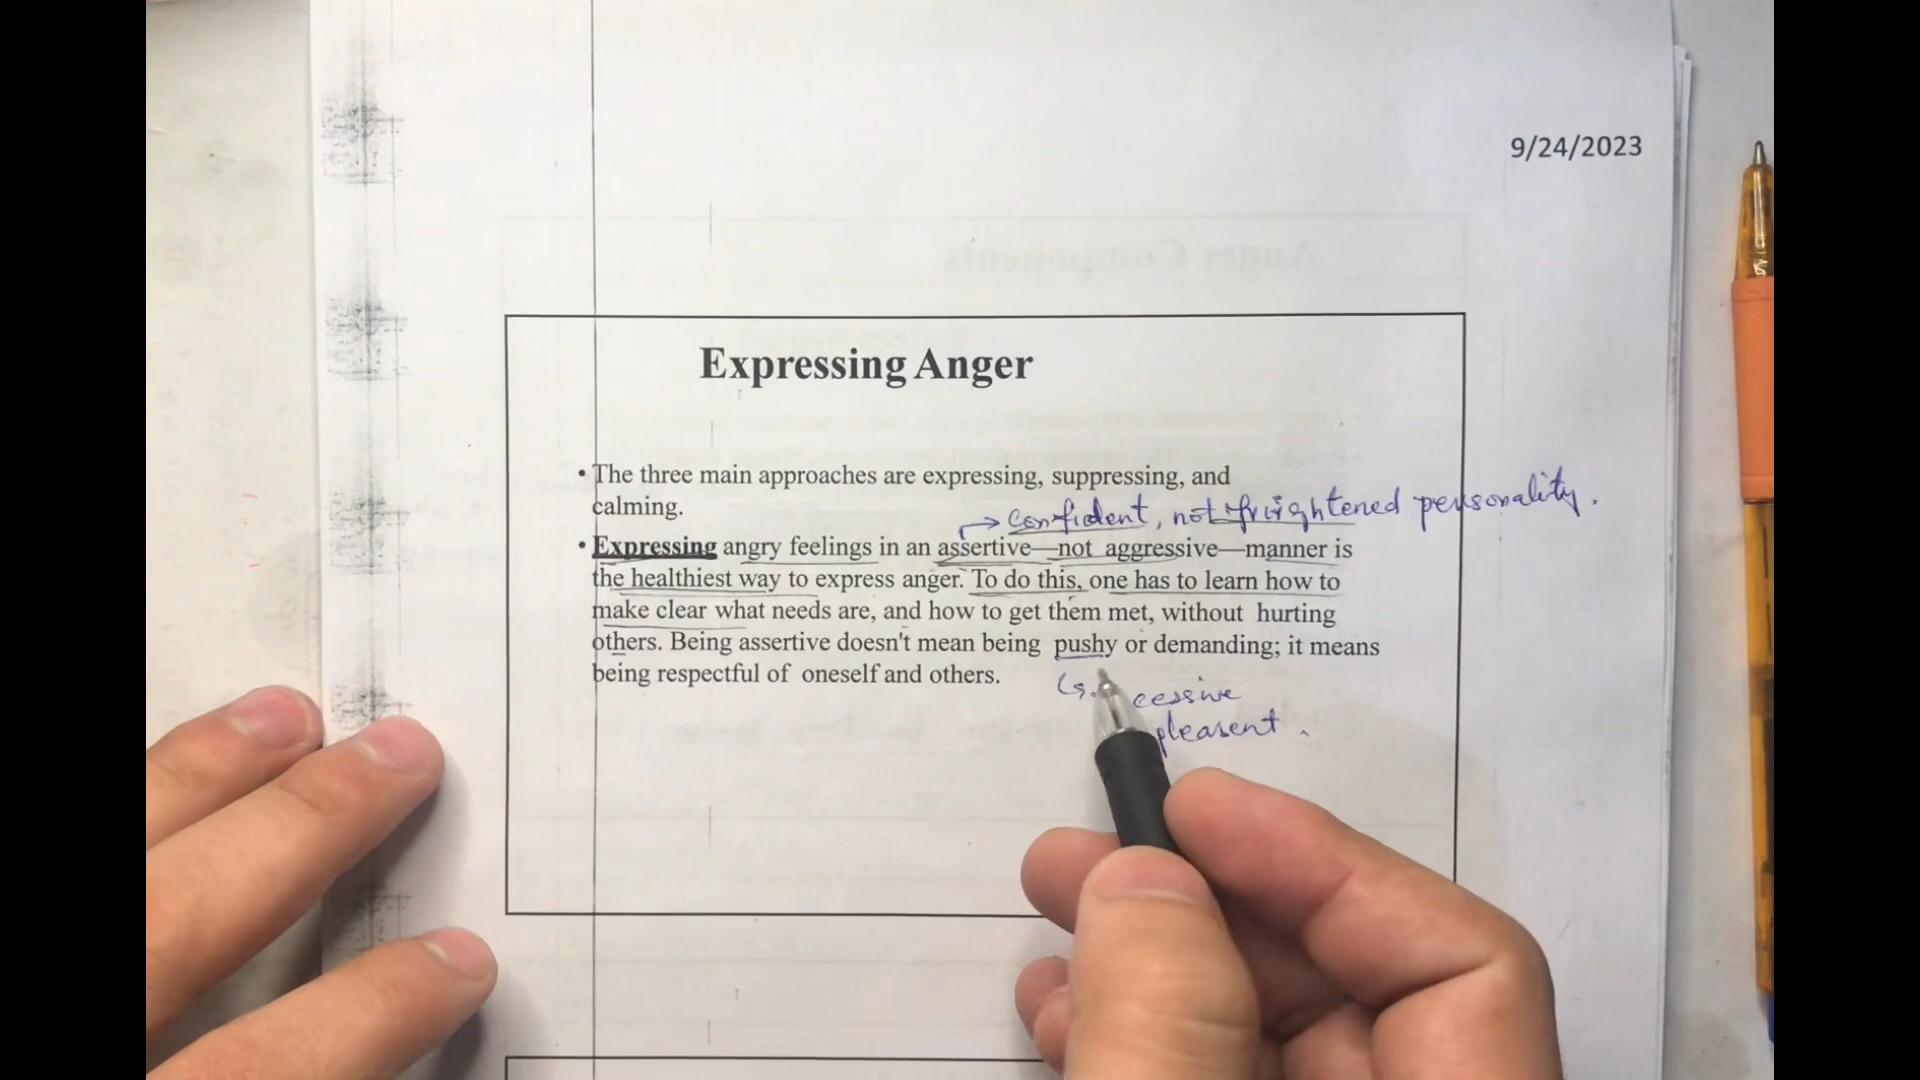 9/24/2023
Expressing Anger
• The three main approaches are expressing, suppressing, and
calming.
→ confident, not frightened personality.
• Expressing angry feelings in an assertive—not aggressive—manner is
the healthiest way to express anger. To do this, one has to learn how to
make clear what needs are, and how to get them met, without hurting
others. Being assertive doesn't mean being pushy or demanding; it means
being respectful of oneself and others.
cessive
pleasent.